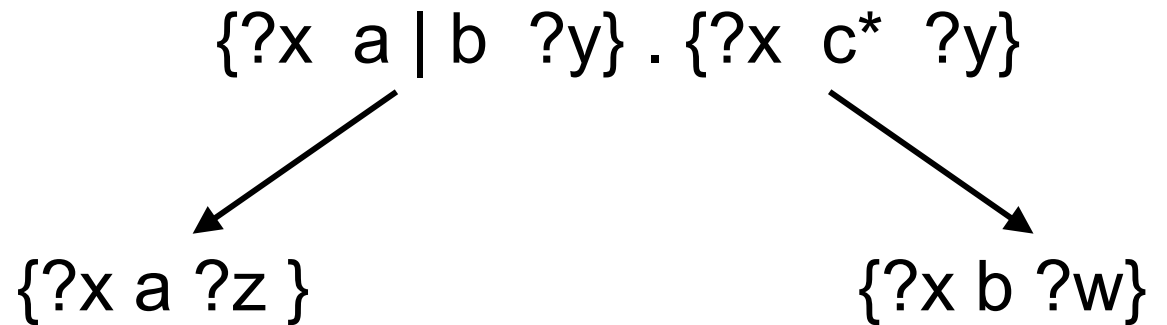 {?x a | b ?y} . {?x c* ?y}
{?x a ?z }
{?x b ?w}